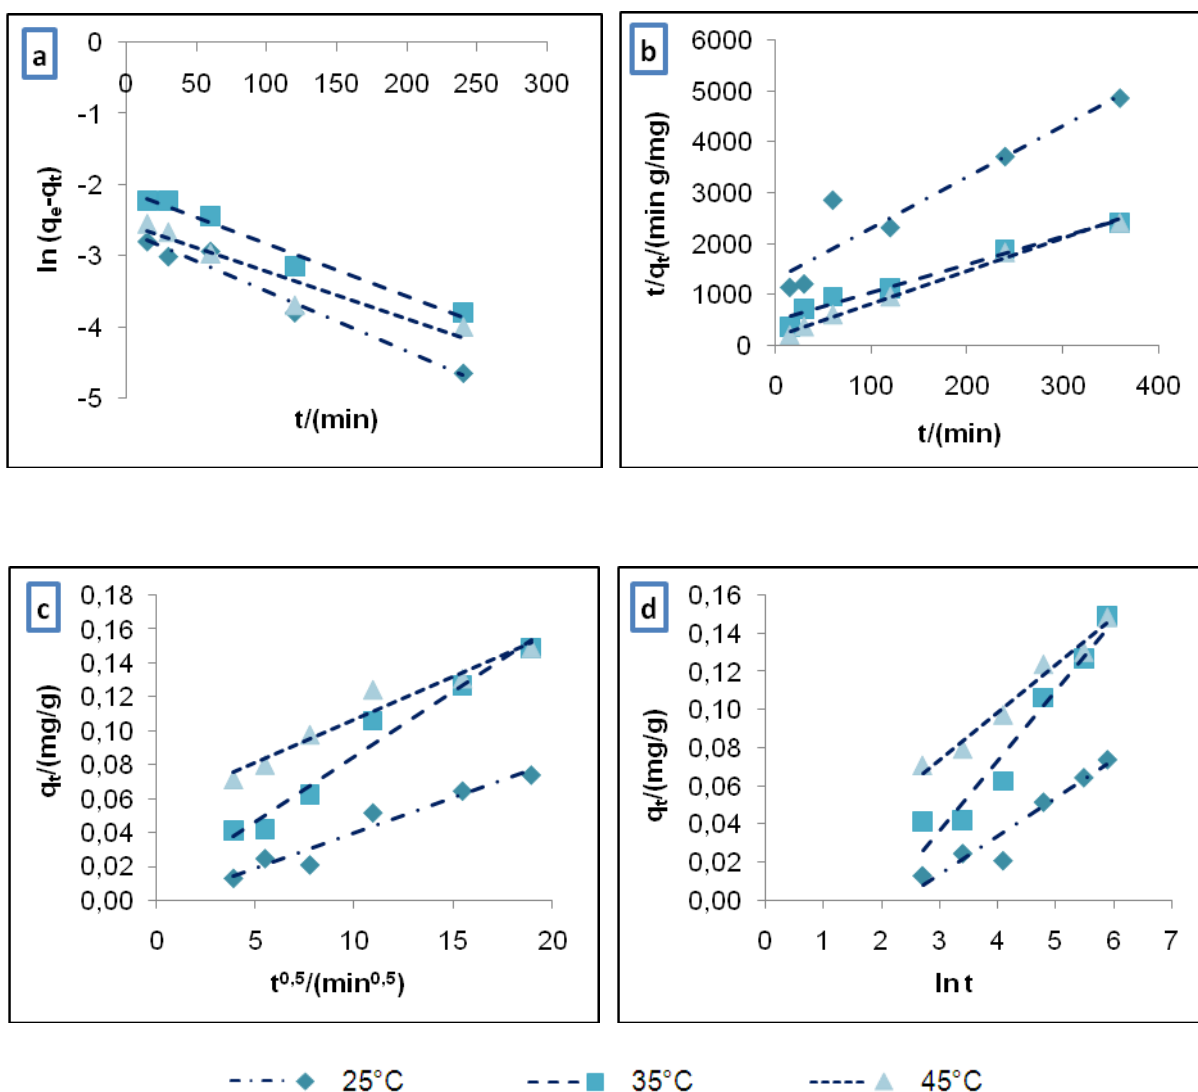 a
0
0 50 100 150 200 250 300
-1
-2
-3
-4
-5
ln (qe-qt)
t/(min)
b
6000
5000
4000
3000
2000
1000
0
0 100 200 300 400
t/qt/(min g/mg)
t/(min)
c
0,18
0,16
0,14
0,12
0,10
0,08
0,06
0,04
0,02
0,00
0 5 10 15 20
qt/(mg/g)
t0,5/(min0,5)
d
0,16
0,14
0,12
0,10
0,08
0,06
0,04
0,02
0,00
0 1 2 3 4 5 6 7
qt/(mg/g)
ln t
25°C 35°C 45°C